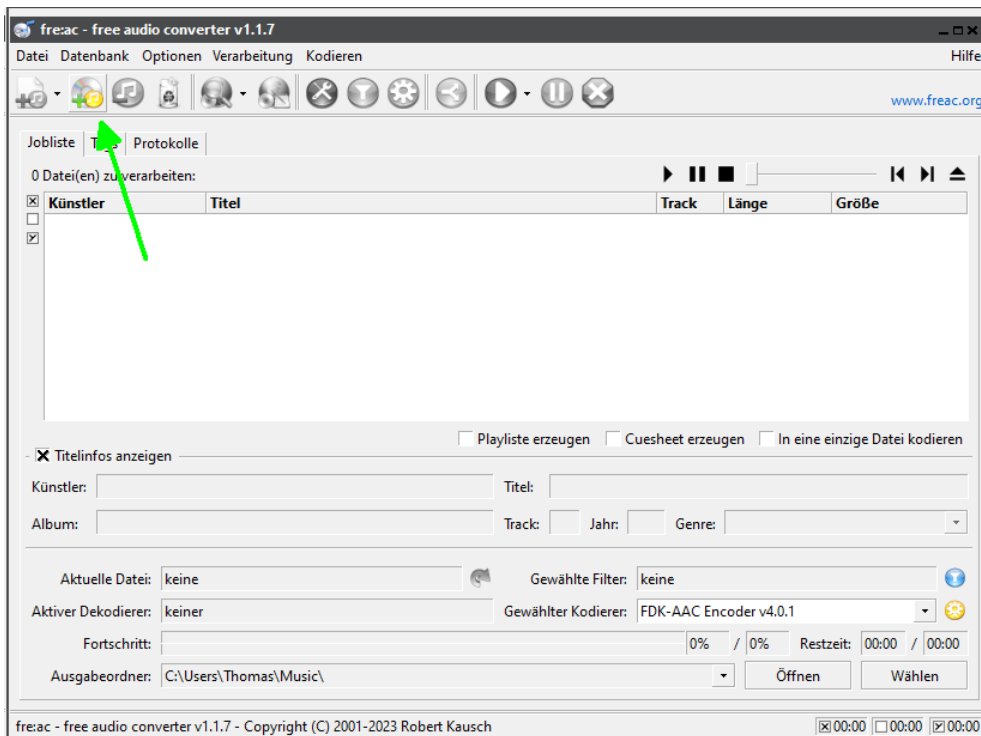 fre:ac - free audio converter v1.1.7
Datei Datenbank Optionen Verarbeitung Kodieren Hilfe
www.freac.org
Jobliste Protokolle
0 Datei(en) zu verarbeiten:
Künstler Titel Track Länge Größe
Playliste erzeugen Cuesheet erzeugen In eine einzige Datei kodieren
Titelinfos anzeigen
Künstler: Titel:
Album: Track: Jahr: Genre:
Aktuelle Datei: keine Gewählte Filter: keine
Aktiver Dekodierer: keiner Gewählter Kodierer: FDK-AAC Encoder v4.0.1
Fortschritt: 0% / 0% Restzeit: 00:00 / 00:00
Ausgabeordner: C:\Users\Thomas\Music\ Öffnen Wählen
fre:ac - free audio converter v1.1.7 - Copyright (C) 2001-2023 Robert Kausch 00:00 00:00 00:00